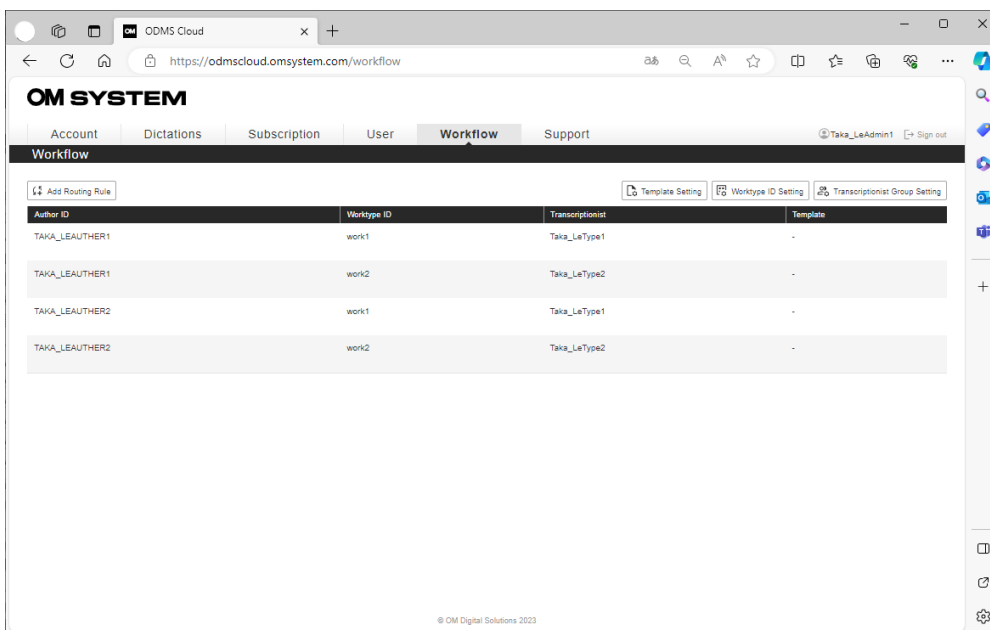 OM ODMS Cloud
https://odmscloud.omsystem.com/workflow
OM SYSTEM
Account Dictations Subscription User Workflow Support Taka_LeAdmin1 Sign out
Workflow
Add Routing Rule Template Setting Worktype ID Setting Transcriptionist Group Setting
Author ID Worktype ID Transcriptionist Template
TAKA_LEAUTHER1 work1 Taka_LeType1 -
TAKA_LEAUTHER1 work2 Taka_LeType2 -
TAKA_LEAUTHER2 work1 Taka_LeType1 -
TAKA_LEAUTHER2 work2 Taka_LeType2 -
© OM Digital Solutions 2023